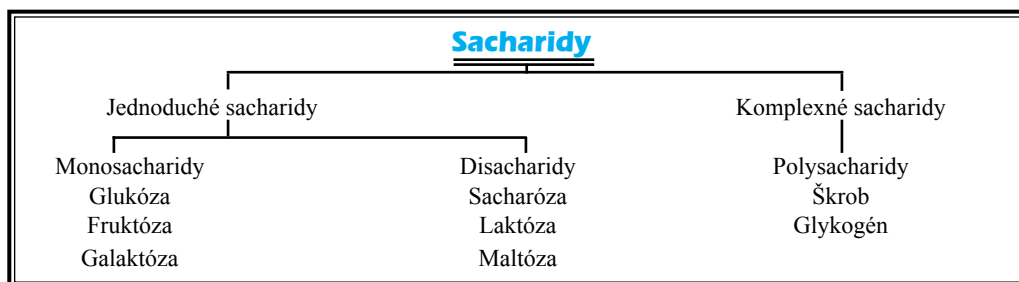 Sacharidy
Jednoduché sacharidy Komplexné sacharidy
Monosacharidy Disacharidy Polysacharidy
Glukóza Sacharóza Škrob
Fruktóza Laktóza Glykogén
Galaktóza Maltóza